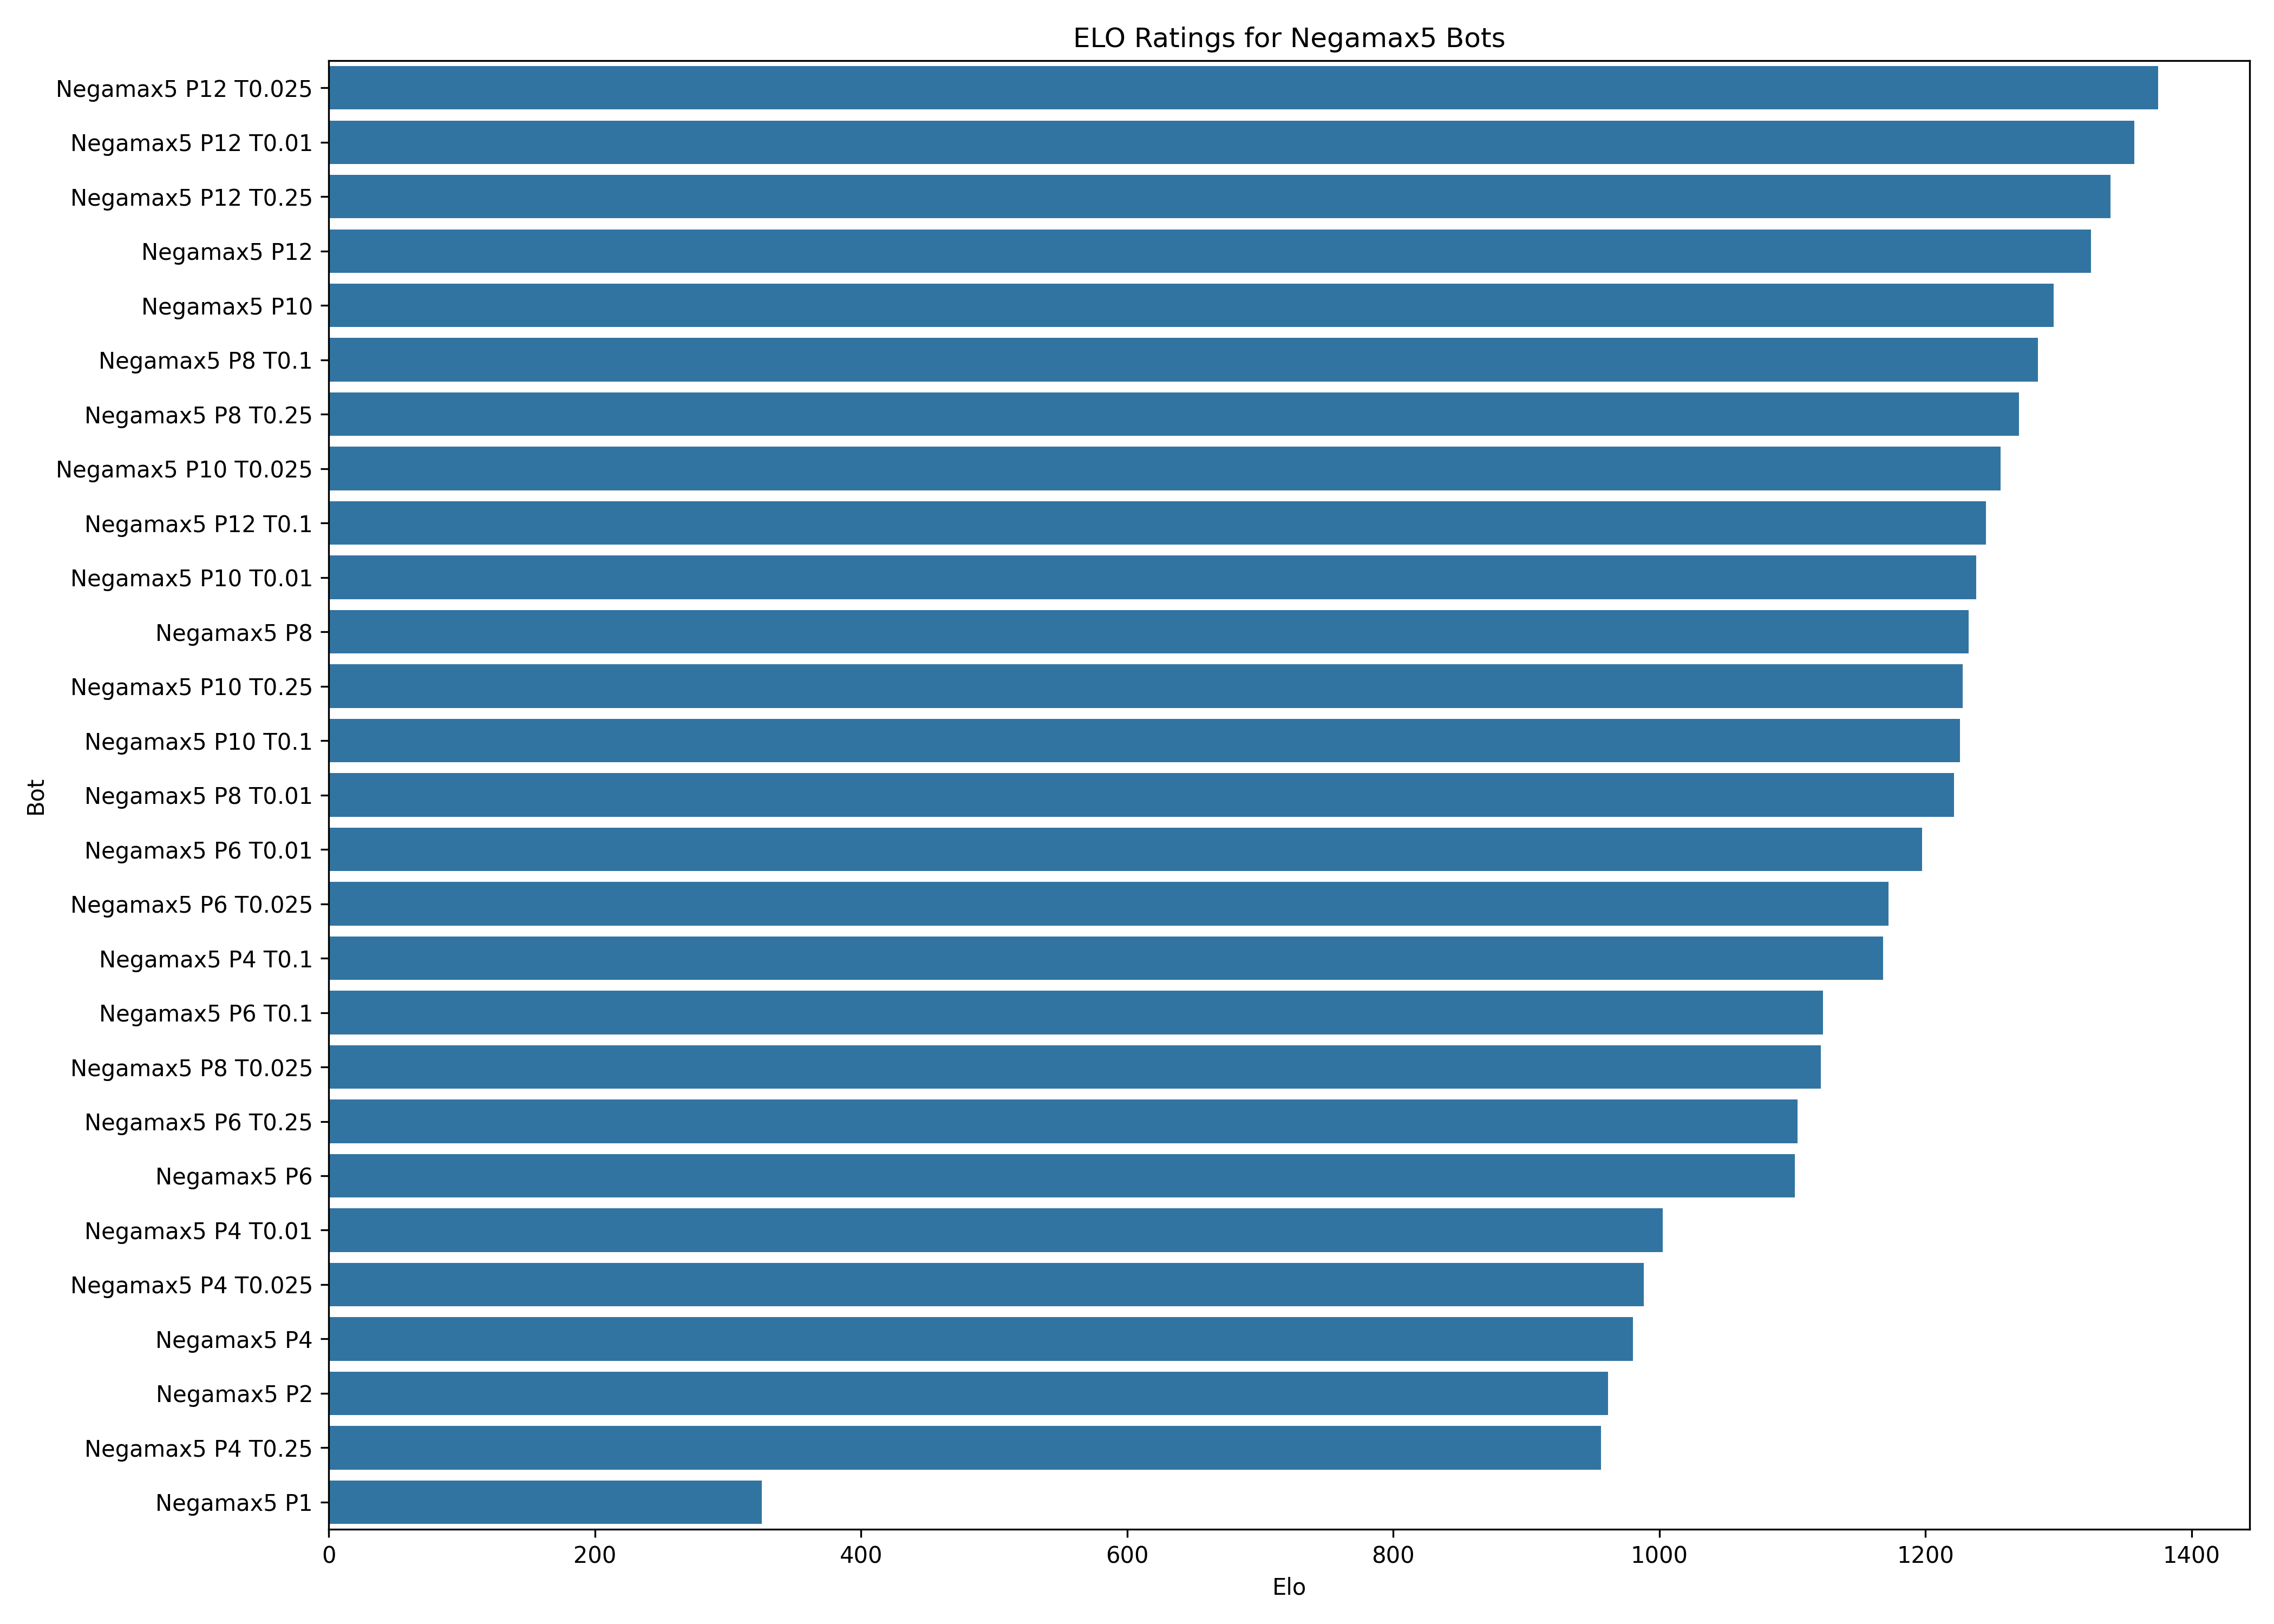 ELO Ratings for Negamax5 Bots
Negamax5 P12 T0.025
Negamax5 P12 T0.01
Negamax5 P12 T0.25
Negamax5 P12
Negamax5 P10
Negamax5 P8 T0.1
Negamax5 P8 T0.25
Negamax5 P10 T0.025
Negamax5 P12 T0.1
Negamax5 P10 T0.01
Negamax5 P8
Negamax5 P10 T0.25
Negamax5 P10 T0.1
Negamax5 P8 T0.01
Negamax5 P6 T0.01
Negamax5 P6 T0.025
Negamax5 P4 T0.1
Negamax5 P6 T0.1
Negamax5 P8 T0.025
Negamax5 P6 T0.25
Negamax5 P6
Negamax5 P4 T0.01
Negamax5 P4 T0.025
Negamax5 P4
Negamax5 P2
Negamax5 P4 T0.25
Negamax5 P1
Bot
0 200 400 600 800 1000 1200 1400
Elo